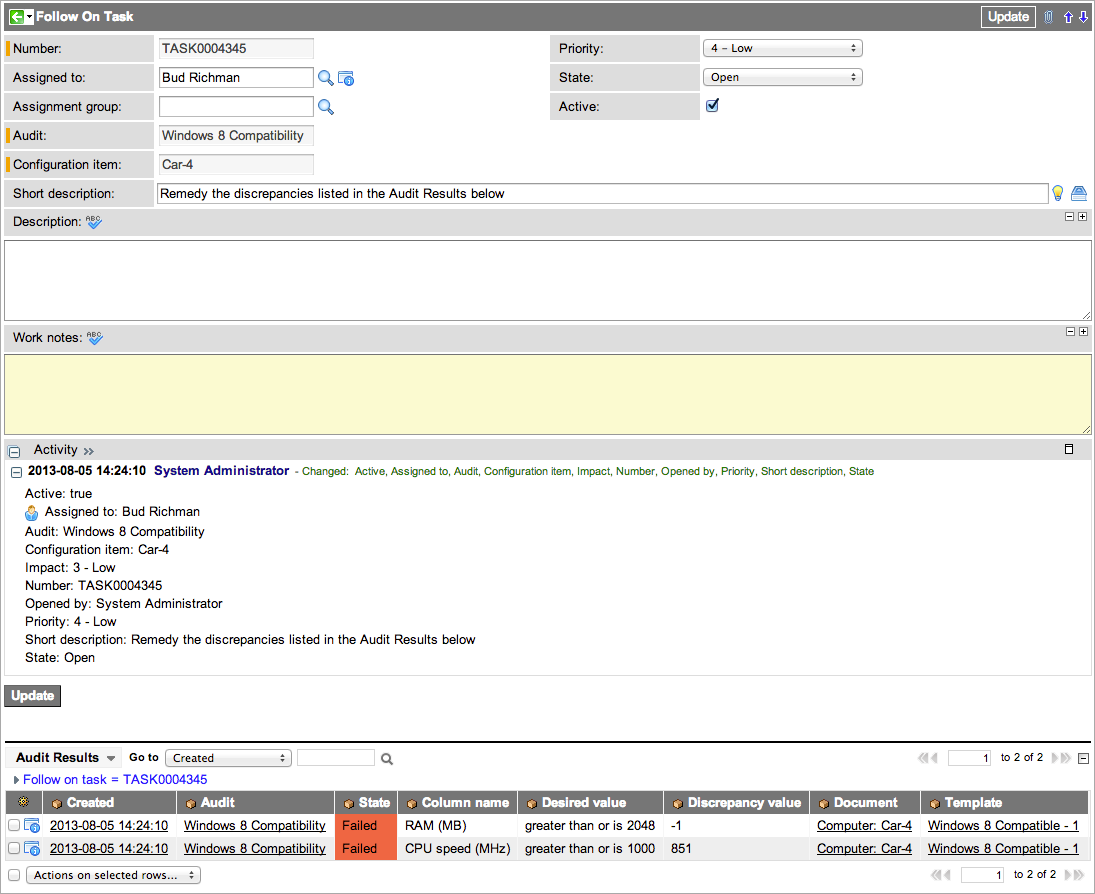 Follow On Task Update
Number: TASK0004345 Priority: 4 - Low
Assigned to: Bud Richman State: Open
Assignment group: Active:
Audit: Windows 8 Compatibility
Configuration item: Car-4
Short description: Remedy the discrepancies listed in the Audit Results below
Description: ABC
Work notes: ABC
Activity
2013-08-05 14:24:10 System Administrator - Changed: Active, Assigned to, Audit, Configuration item, Impact, Number, Opened by, Priority, Short description, State
Active: true
Assigned to: Bud Richman
Audit: Windows 8 Compatibility
Configuration item: Car-4
Impact: 3 - Low
Number: TASK0004345
Opened by: System Administrator
Priority: 4 - Low
Short description: Remedy the discrepancies listed in the Audit Results below
State: Open
Update
Audit Results Go to Created 1 to 2 of 2
Follow on task = TASK0004345
Created Audit State Column name Desired value Discrepancy value Document Template
2013-08-05 14:24:10 Windows 8 Compatibility Failed RAM (MB) greater than or is 2048 -1 Computer: Car-4 Windows 8 Compatible - 1
2013-08-05 14:24:10 Windows 8 Compatibility Failed CPU speed (MHz) greater than or is 1000 851 Computer: Car-4 Windows 8 Compatible - 1
Actions on selected rows... 1 to 2 of 2